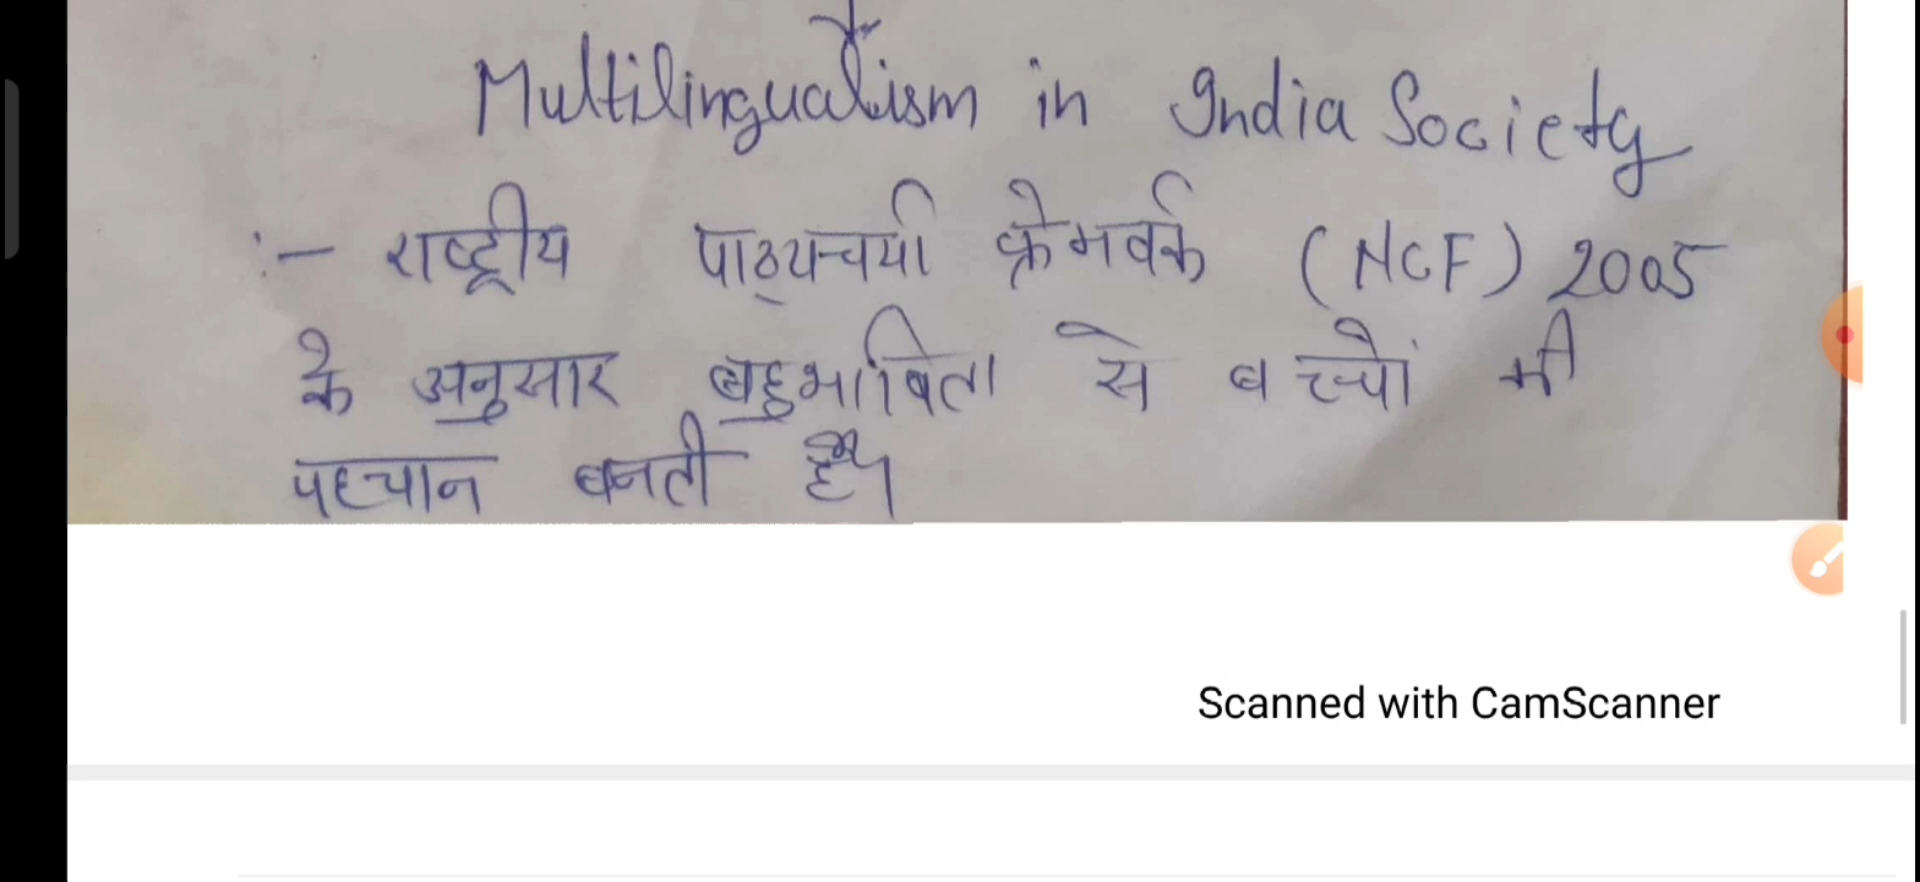 Multilingualism in India Society
:- राष्ट्रीय पाठ्यचर्या फ्रेमवर्क (NCF) 2005
के अनुसार बहुभाषिता से बच्चों की
पहचान बनती है।
Scanned with CamScanner